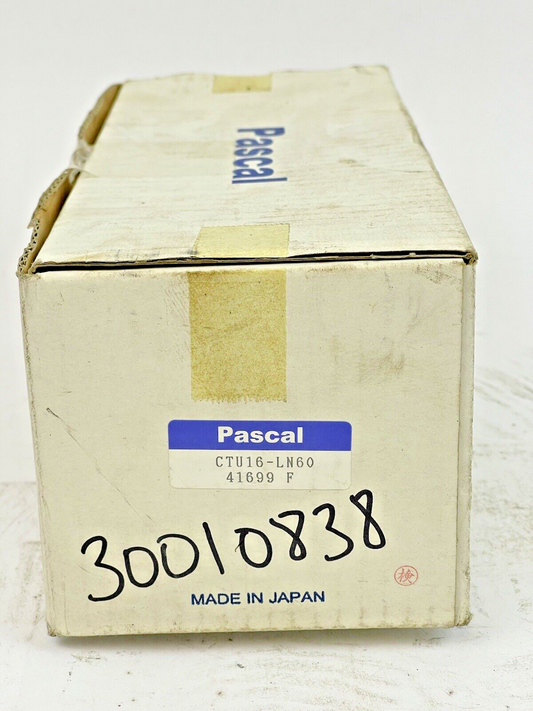 Pascal
Pascal
CTU16-LN60
41699 F
30010838
検
MADE IN JAPAN